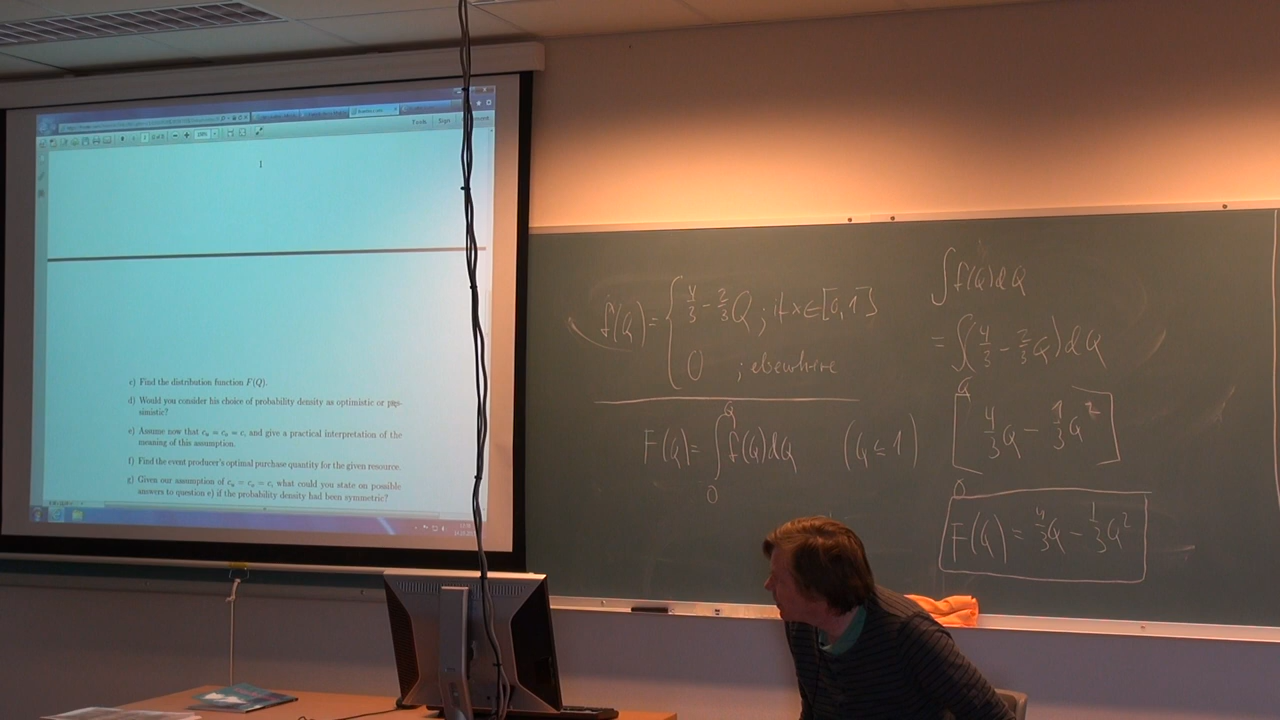 Tools Sign
c) Find the distribution function F(Q).
d) Would you consider his choice of probability density as optimistic or pes-
simistic?
e) Assume now that cᵤ = cₒ = c, and give a practical interpretation of the
meaning of this assumption.
f) Find the event producer's optimal purchase quantity for the given resource.
g) Given our assumption of cᵤ = cₒ = c, what could you state on possible
answers to question e) if the probability density had been symmetric?
f(Q) = { 4/3 - 2/3 Q ; if x ∈ [0,1]
0 ; elsewhere
F(Q) = ∫₀^Q f(Q)dQ (Q ≤ 1)
∫ f(Q)dQ
= ∫(4/3 - 2/3 Q)dQ
Q
[4/3 Q - 1/3 Q²]
0
F(Q) = 4/3 Q - 1/3 Q²